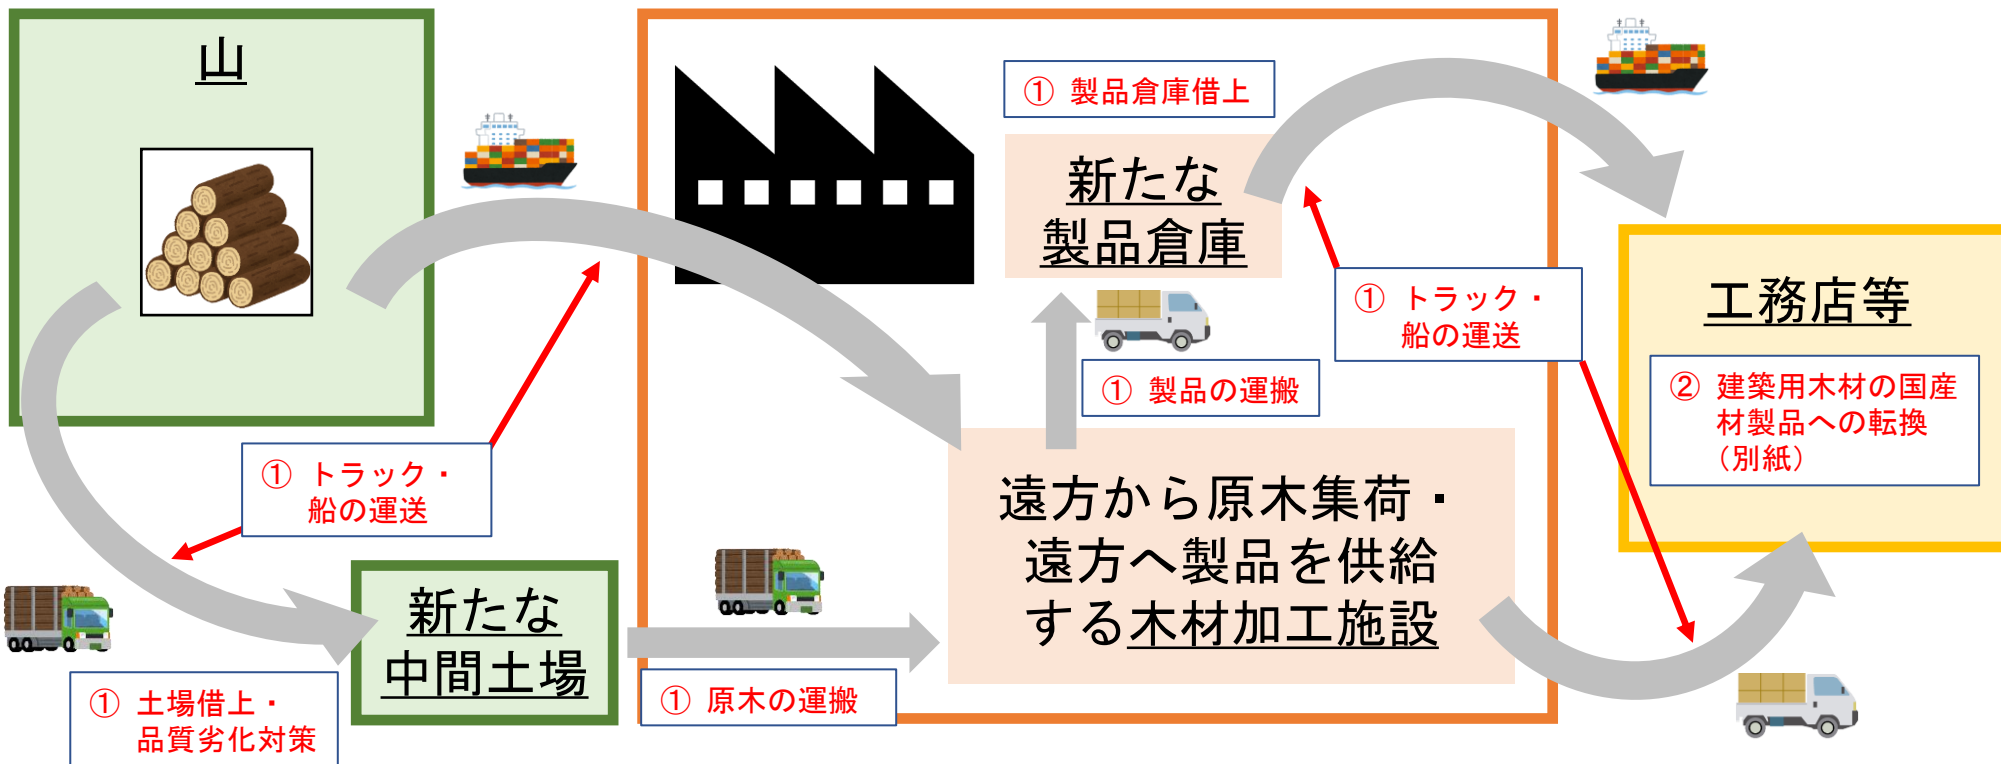 山
① トラック・
船の運送
① 土場借上・
品質劣化対策
新たな
中間土場
① 原木の運搬
① 製品倉庫借上
新たな
製品倉庫
① 製品の運搬
遠方から原木集荷・
遠方へ製品を供給
する木材加工施設
① トラック・
船の運送
工務店等
② 建築用木材の国産
材製品への転換
（別紙）